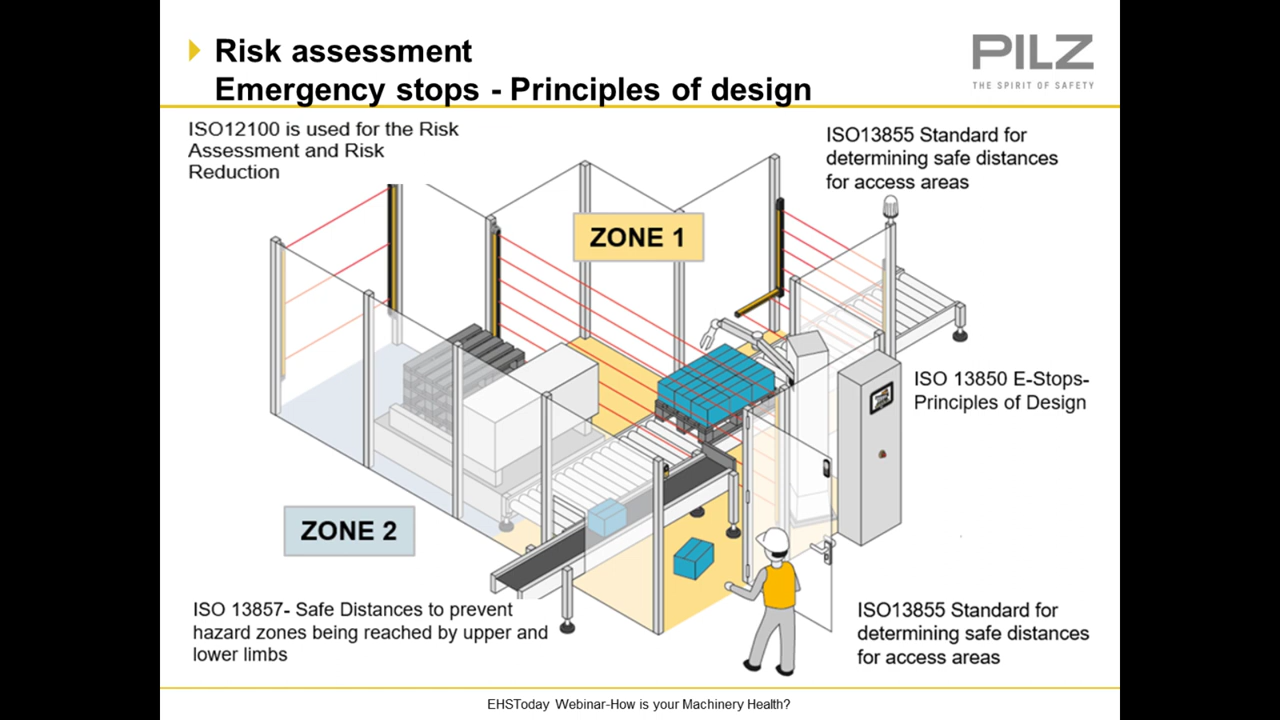 Risk assessment
Emergency stops - Principles of design
PILZ
THE SPIRIT OF SAFETY
ISO12100 is used for the Risk
Assessment and Risk
Reduction
ISO13855 Standard for
determining safe distances
for access areas
ZONE 1
ISO 13850 E-Stops-
Principles of Design
ZONE 2
ISO 13857- Safe Distances to prevent
hazard zones being reached by upper and
lower limbs
ISO13855 Standard for
determining safe distances
for access areas
EHSToday Webinar-How is your Machinery Health?